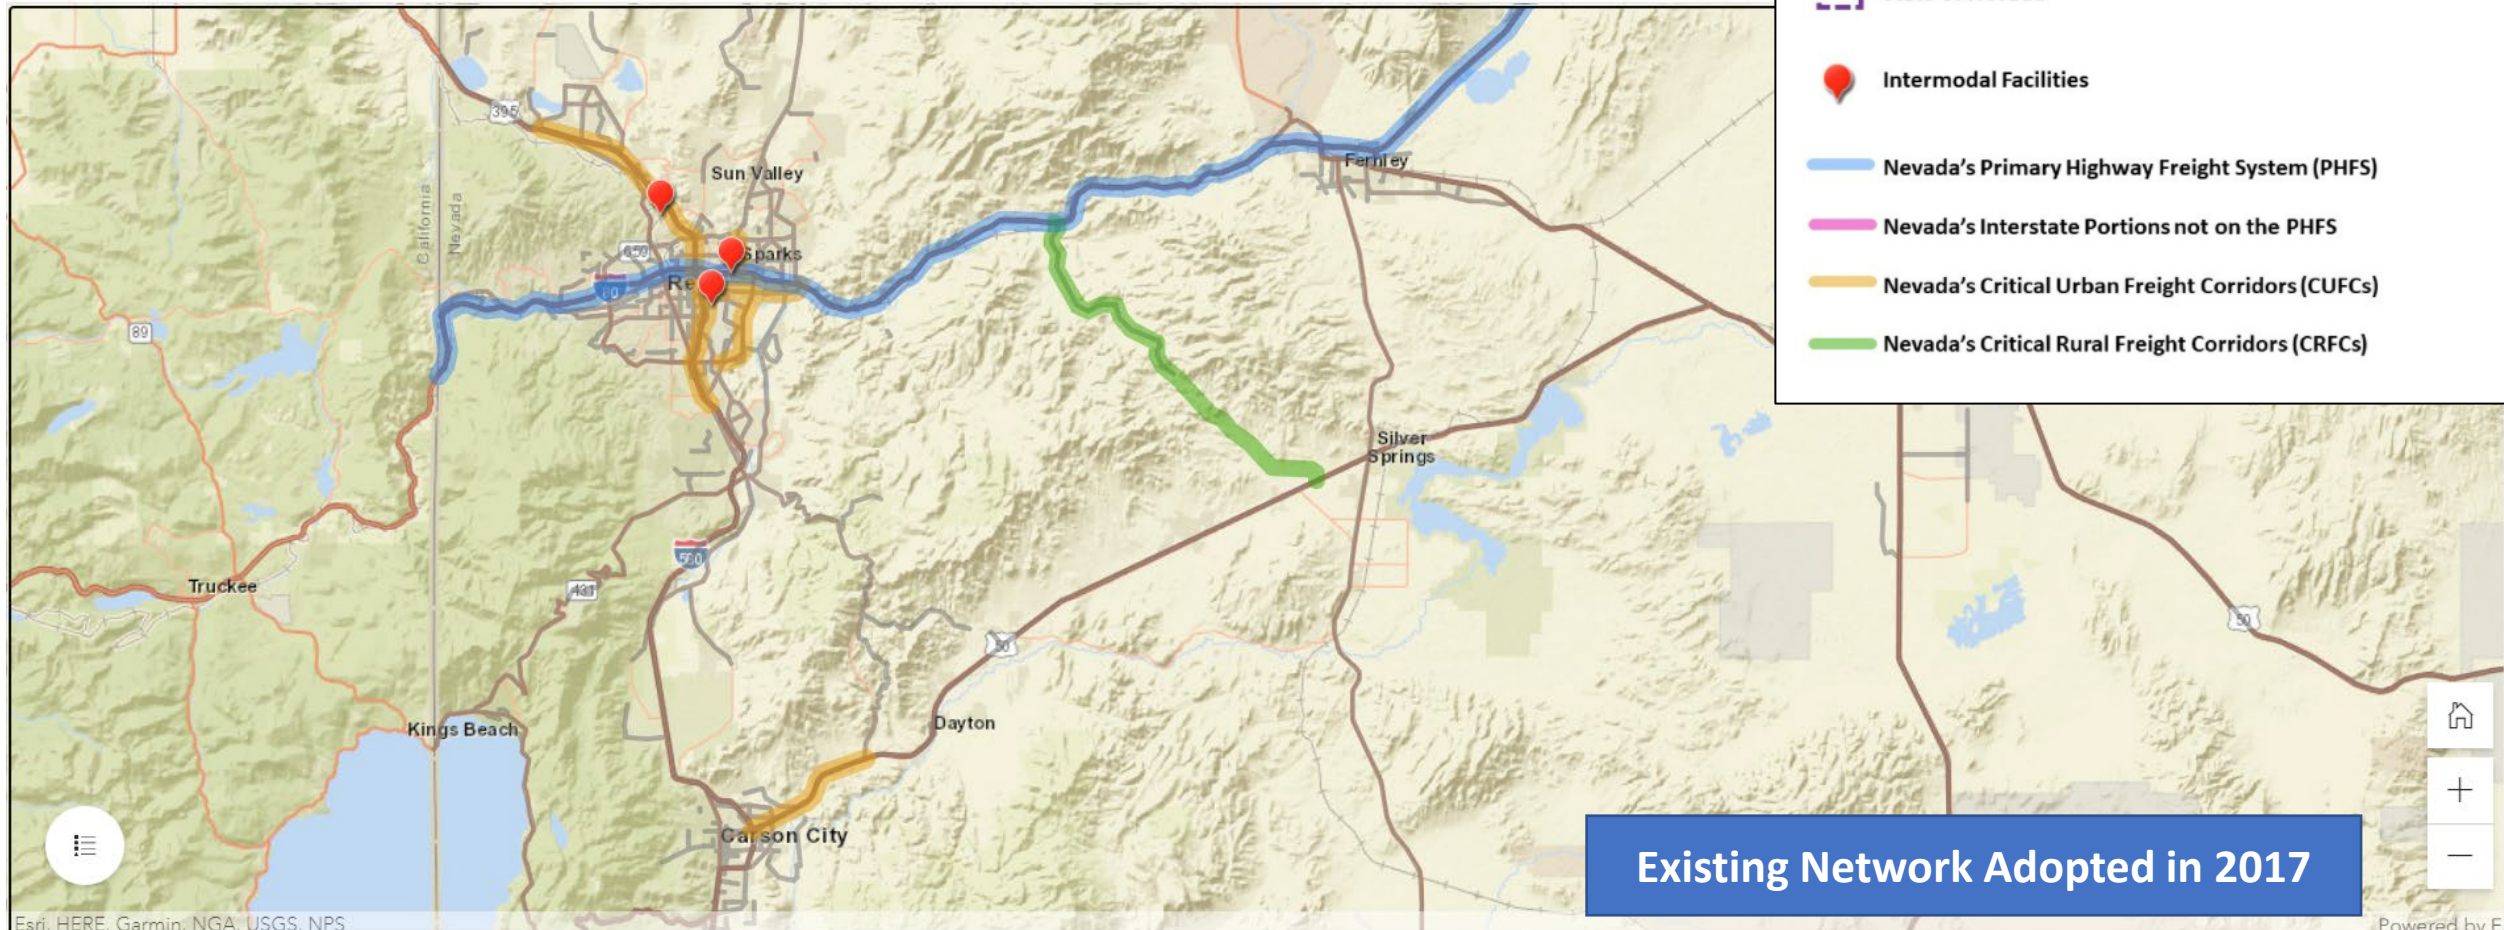 Intermodal Facilities
Nevada's Primary Highway Freight System (PHFS)
Nevada's Interstate Portions not on the PHFS
Nevada's Critical Urban Freight Corridors (CUFCs)
Nevada's Critical Rural Freight Corridors (CRFCs)
395
Sun Valley
Fernley
California
Nevada
659
Sparks
80
Re
89
Silver
Springs
580
Truckee
431
50
50
Kings Beach
Dayton
Carson City
Existing Network Adopted in 2017
Esri, HERE, Garmin, NGA, USGS, NPS
Powered by E